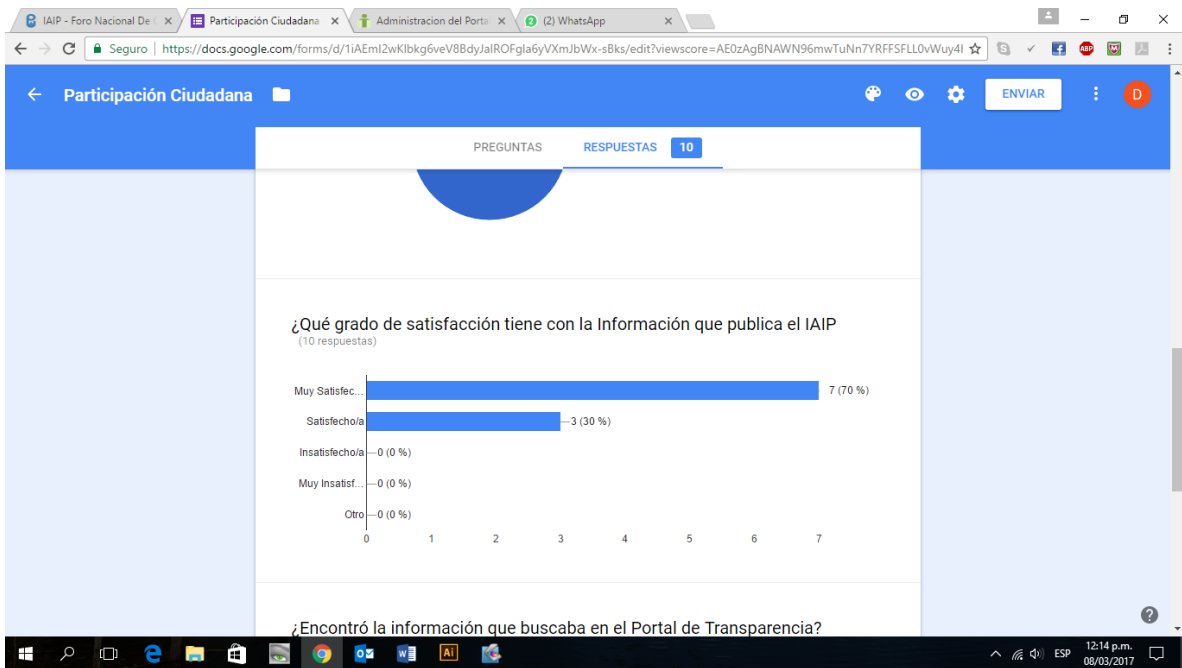 IAIP - Foro Nacional De
Participación Ciudadana
Administracion del Porta
(2) WhatsApp
Seguro | https://docs.google.com/forms/d/1iAEmI2wKlbkg6veV8BdyJalROFgla6yVXmJbWx-sBks/edit?viewscore=AE0zAgBNAWN96mwTuNn7YRFFSFLL0vWuy4l
Participación Ciudadana
ENVIAR
D
PREGUNTAS
RESPUESTAS 10
¿Qué grado de satisfacción tiene con la Información que publica el IAIP
(10 respuestas)
Muy Satisfec... 7 (70 %)
Satisfecho/a 3 (30 %)
Insatisfecho/a 0 (0 %)
Muy Insatisf... 0 (0 %)
Otro 0 (0 %)
0 1 2 3 4 5 6 7
¿Encontró la información que buscaba en el Portal de Transparencia?
ESP
12:14 p.m.
08/03/2017